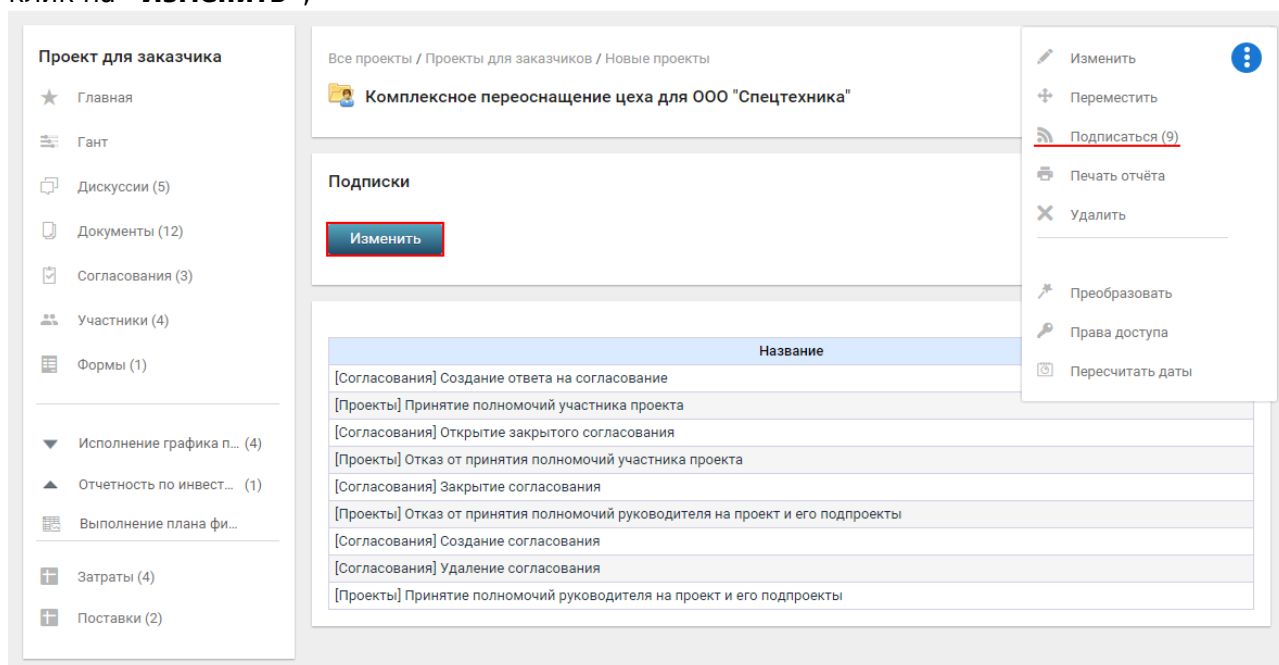 клик на "Изменить",
Проект для заказчика
Главная
Гант
Дискуссии (5)
Документы (12)
Согласования (3)
Участники (4)
Формы (1)
Исполнение графика п... (4)
Отчетность по инвест... (1)
Выполнение плана фи...
Затраты (4)
Поставки (2)
Все проекты / Проекты для заказчиков / Новые проекты
Комплексное переоснащение цеха для ООО "Спецтехника"
Подписки
Изменить
Название
[Согласования] Создание ответа на согласование
[Проекты] Принятие полномочий участника проекта
[Согласования] Открытие закрытого согласования
[Проекты] Отказ от принятия полномочий участника проекта
[Согласования] Закрытие согласования
[Проекты] Отказ от принятия полномочий руководителя на проект и его подпроекты
[Согласования] Создание согласования
[Согласования] Удаление согласования
[Проекты] Принятие полномочий руководителя на проект и его подпроекты
Изменить
Переместить
Подписаться (9)
Печать отчёта
Удалить
Преобразовать
Права доступа
Пересчитать даты